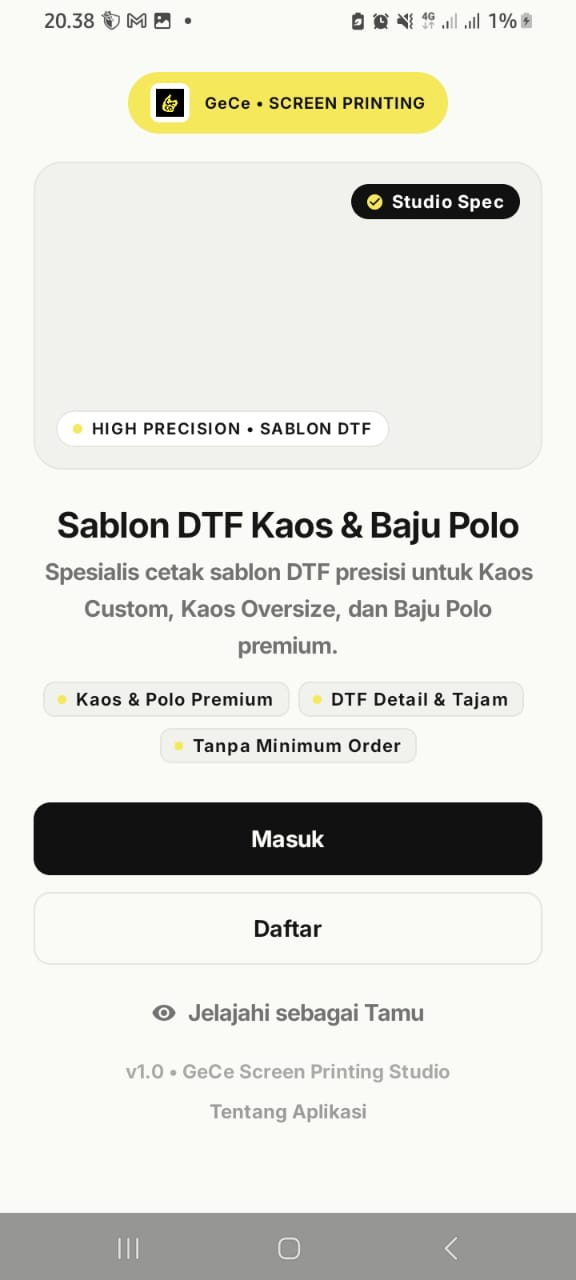 20.38
4G
1%
GeCe • SCREEN PRINTING
Studio Spec
HIGH PRECISION • SABLON DTF
Sablon DTF Kaos & Baju Polo
Spesialis cetak sablon DTF presisi untuk Kaos
Custom, Kaos Oversize, dan Baju Polo
premium.
Kaos & Polo Premium
DTF Detail & Tajam
Tanpa Minimum Order
Masuk
Daftar
Jelajahi sebagai Tamu
v1.0 • GeCe Screen Printing Studio
Tentang Aplikasi